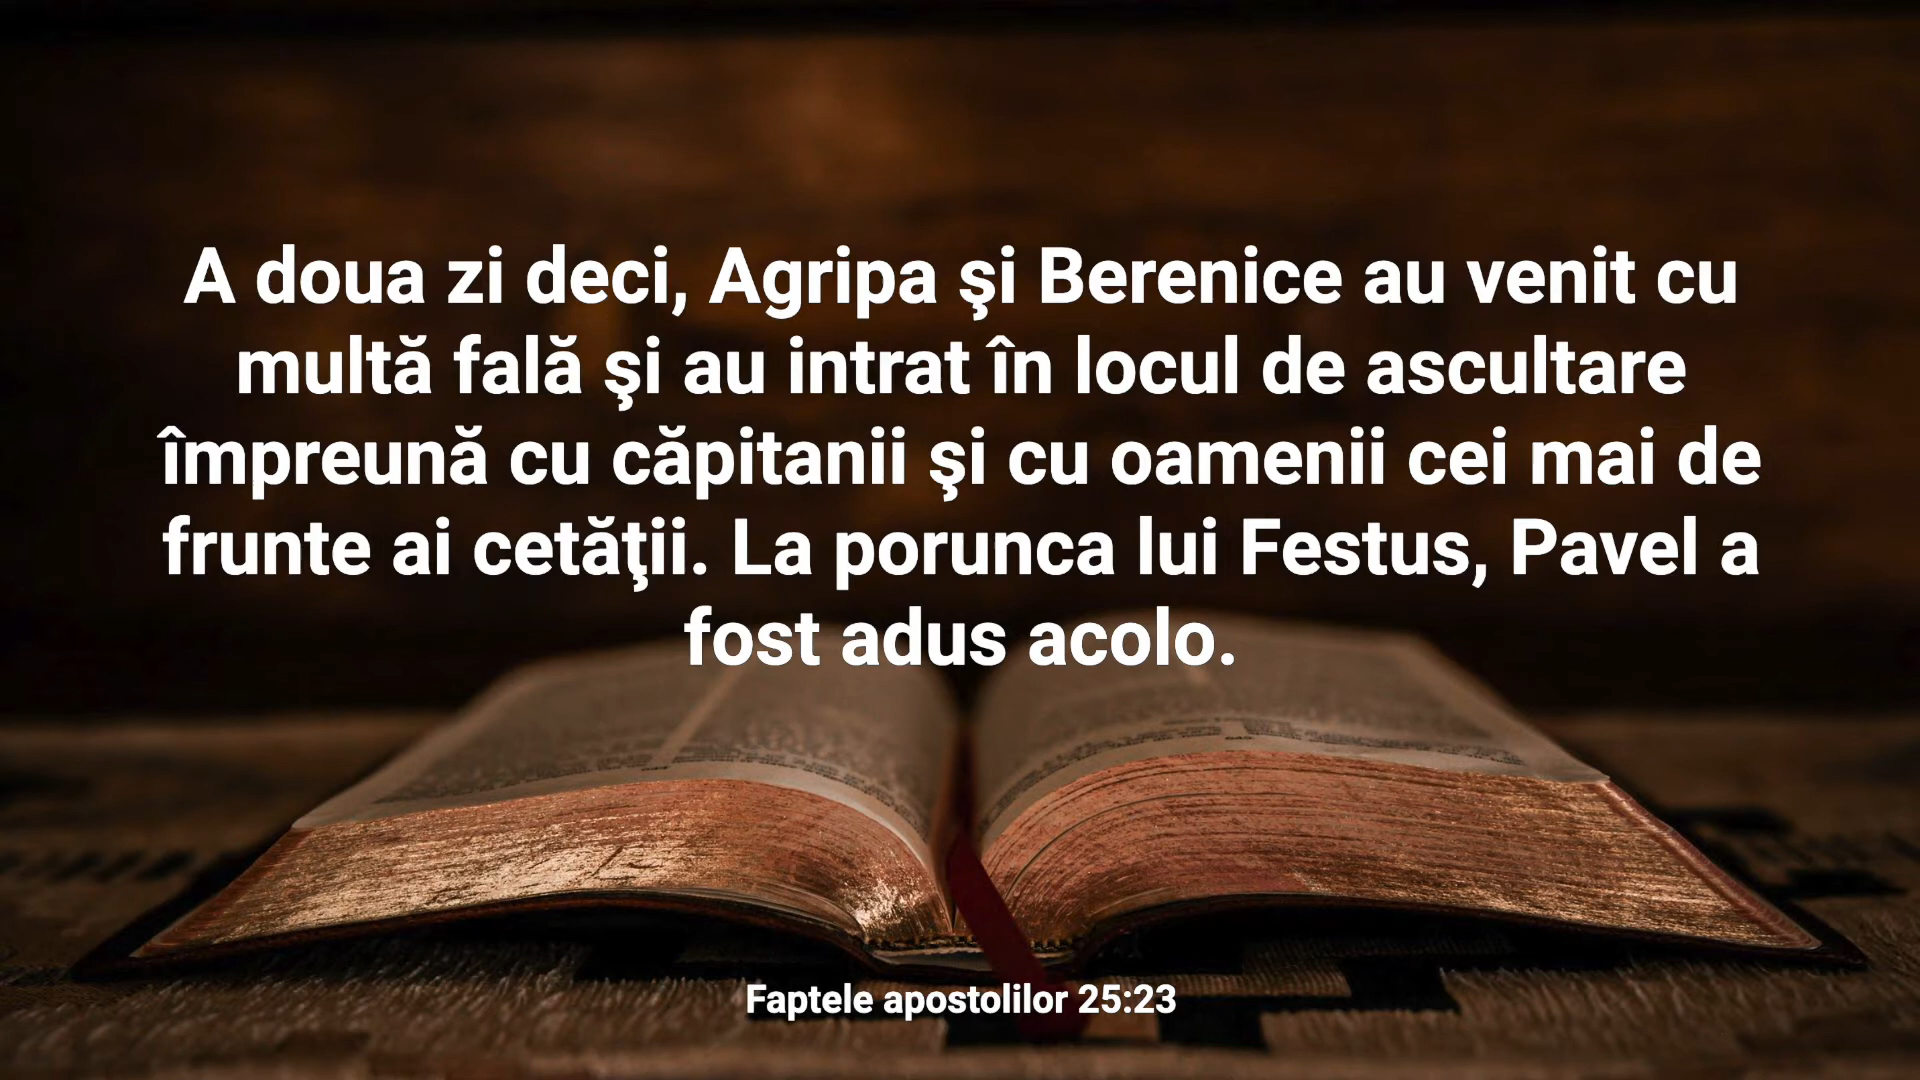 A doua zi deci, Agripa şi Berenice au venit cu
multă fală şi au intrat în locul de ascultare
împreună cu căpitanii şi cu oamenii cei mai de
frunte ai cetăţii. La porunca lui Festus, Pavel a
fost adus acolo.
Faptele apostolilor 25:23